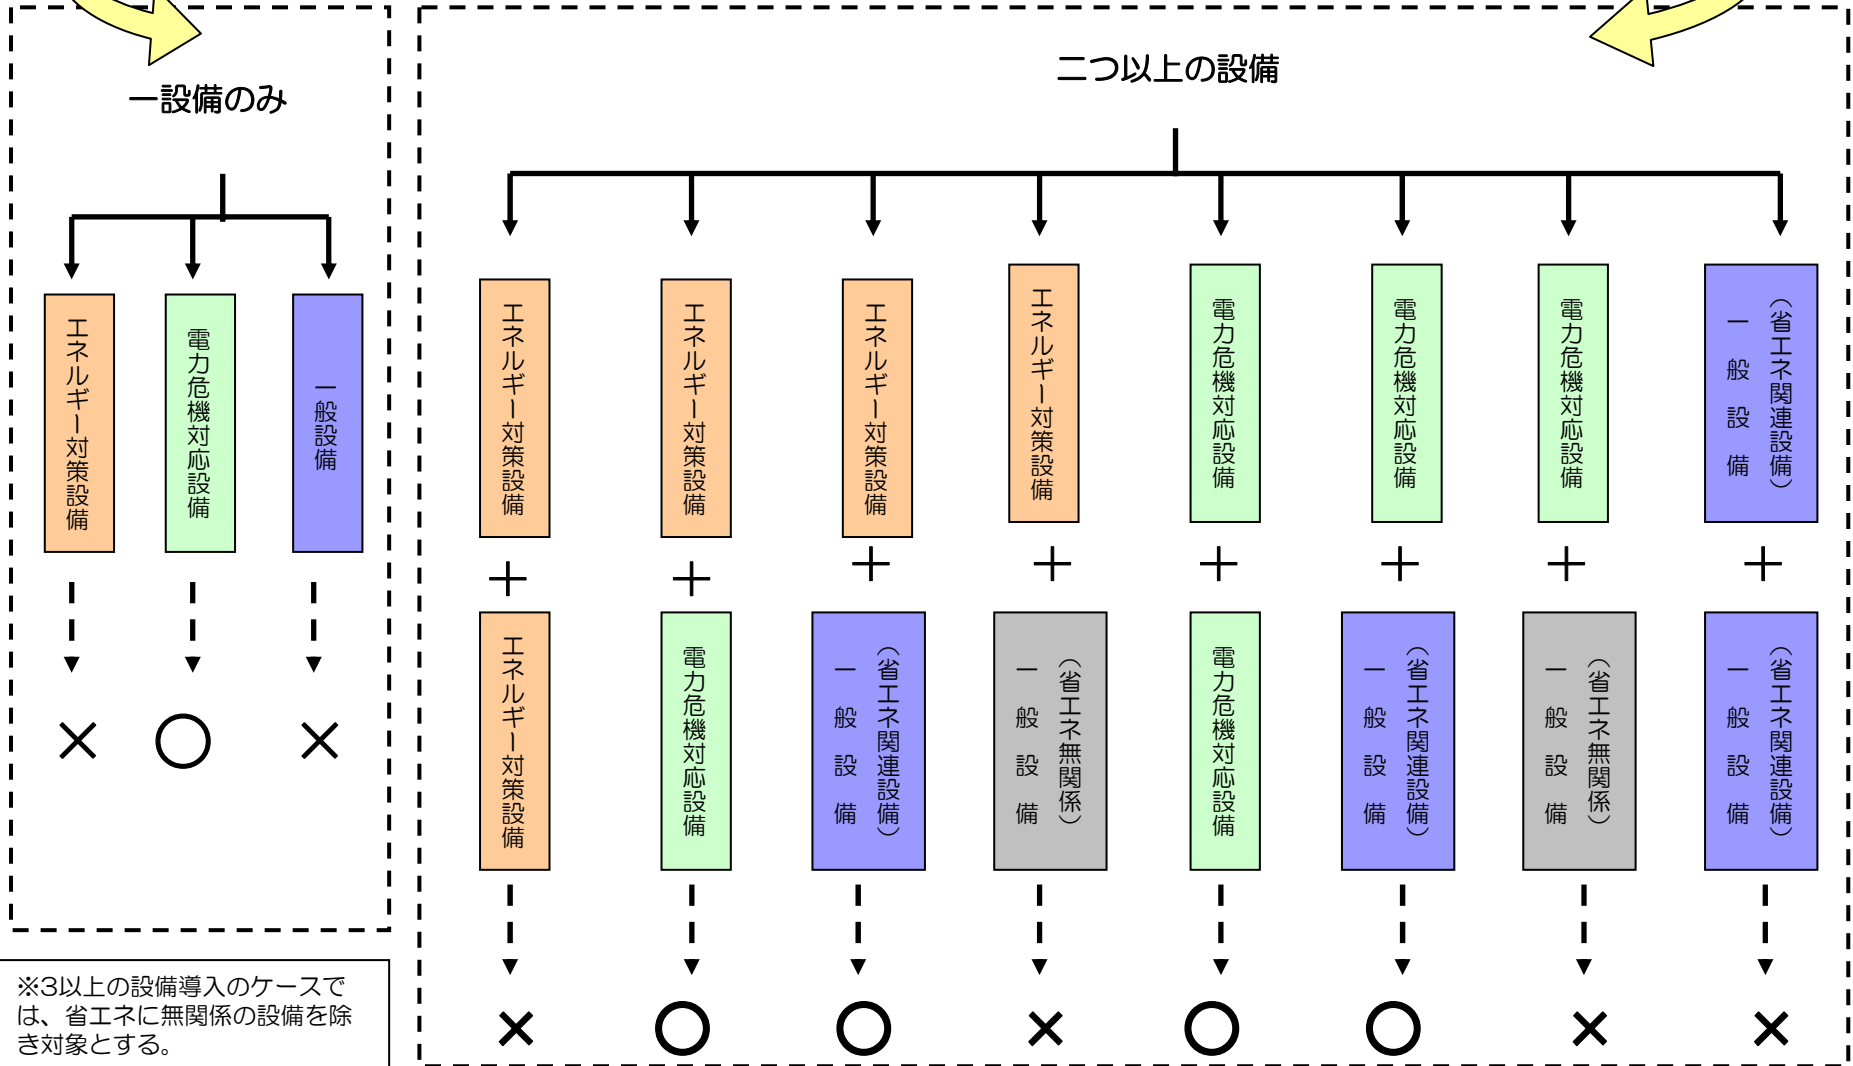 一設備のみ
エネルギー対策設備
電力危機対応設備
一般設備
×
○
×
※3以上の設備導入のケースで
は、省エネに無関係の設備を除
き対象とする。
二つ以上の設備
エネルギー対策設備
エネルギー対策設備
エネルギー対策設備
エネルギー対策設備
電力危機対応設備
電力危機対応設備
電力危機対応設備
(省エネ関連設備)
一般設備
+
+
+
+
+
+
+
+
エネルギー対策設備
電力危機対応設備
(省エネ関連設備)
一般設備
(省エネ無関係)
一般設備
電力危機対応設備
(省エネ関連設備)
一般設備
(省エネ無関係)
一般設備
(省エネ関連設備)
一般設備
×
○
○
×
○
○
×
×